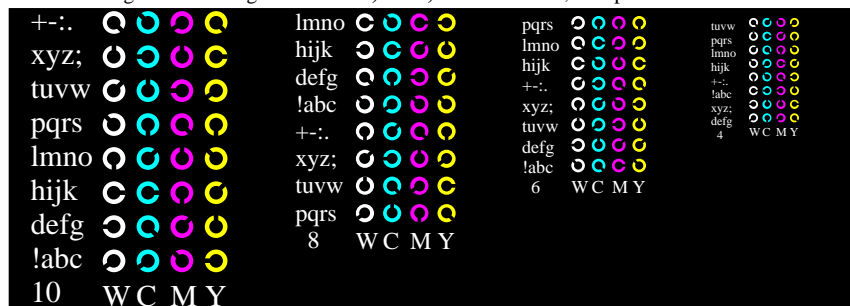 +-:.
xyz;
tuvw
pqrs
lmno
hijk
defg
!abc
10 W C M Y
lmno
hijk
defg
!abc
+-:.
xyz;
tuvw
pqrs
8 W C M Y
pqrs
lmno
hijk
+-:.
xyz;
tuvw
defg
!abc
6 W C M Y
tuvw
pqrs
lmno
hijk
+-:.
!abc
xyz;
defg
4 W C M Y